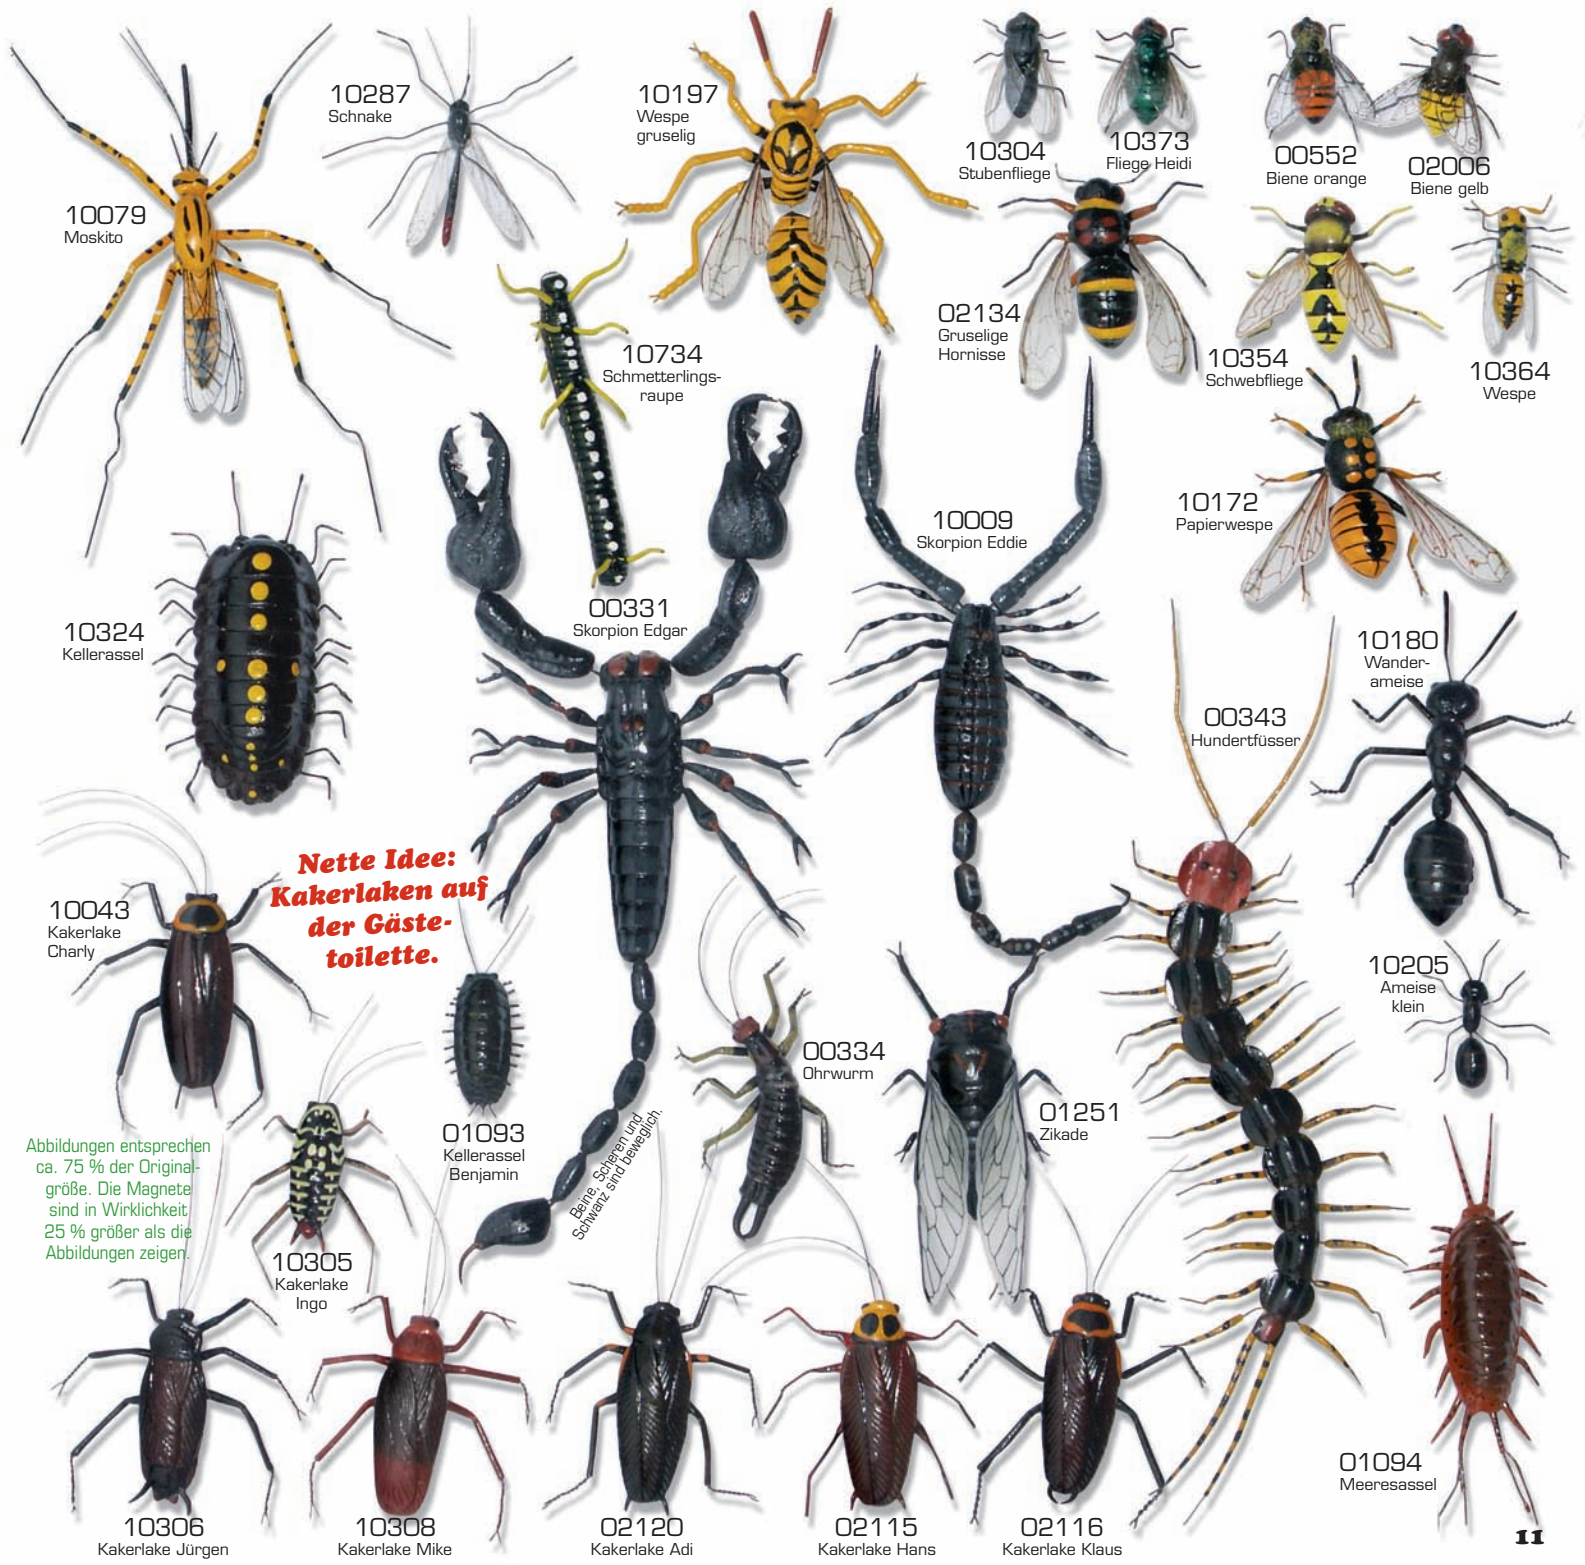 10287
Schnake
10197
Wespe
gruselig
10304
Stubenfliege
10373
Fliege Heidi
00552
Biene orange
02006
Biene gelb
10079
Moskito
10734
Schmetterlings-
raupe
02134
Gruselige
Hornisse
10354
Schwebfliege
10364
Wespe
10172
Papierwespe
10009
Skorpion Eddie
00331
Skorpion Edgar
10324
Kellerassel
10180
Wander-
ameise
00343
Hundertfüsser
Nette Idee:
Kakerlaken auf
der Gäste-
toilette.
10043
Kakerlake
Charly
10205
Ameise
klein
00334
Ohrwurm
01251
Zikade
01093
Kellerassel
Benjamin
Beine, Scheren und
Schwanz sind beweglich.
Abbildungen entsprechen
ca. 75 % der Original-
größe. Die Magnete
sind in Wirklichkeit
25 % größer als die
Abbildungen zeigen.
10305
Kakerlake
Ingo
01094
Meeresassel
10306
Kakerlake Jürgen
10308
Kakerlake Mike
02120
Kakerlake Adi
02115
Kakerlake Hans
02116
Kakerlake Klaus
11